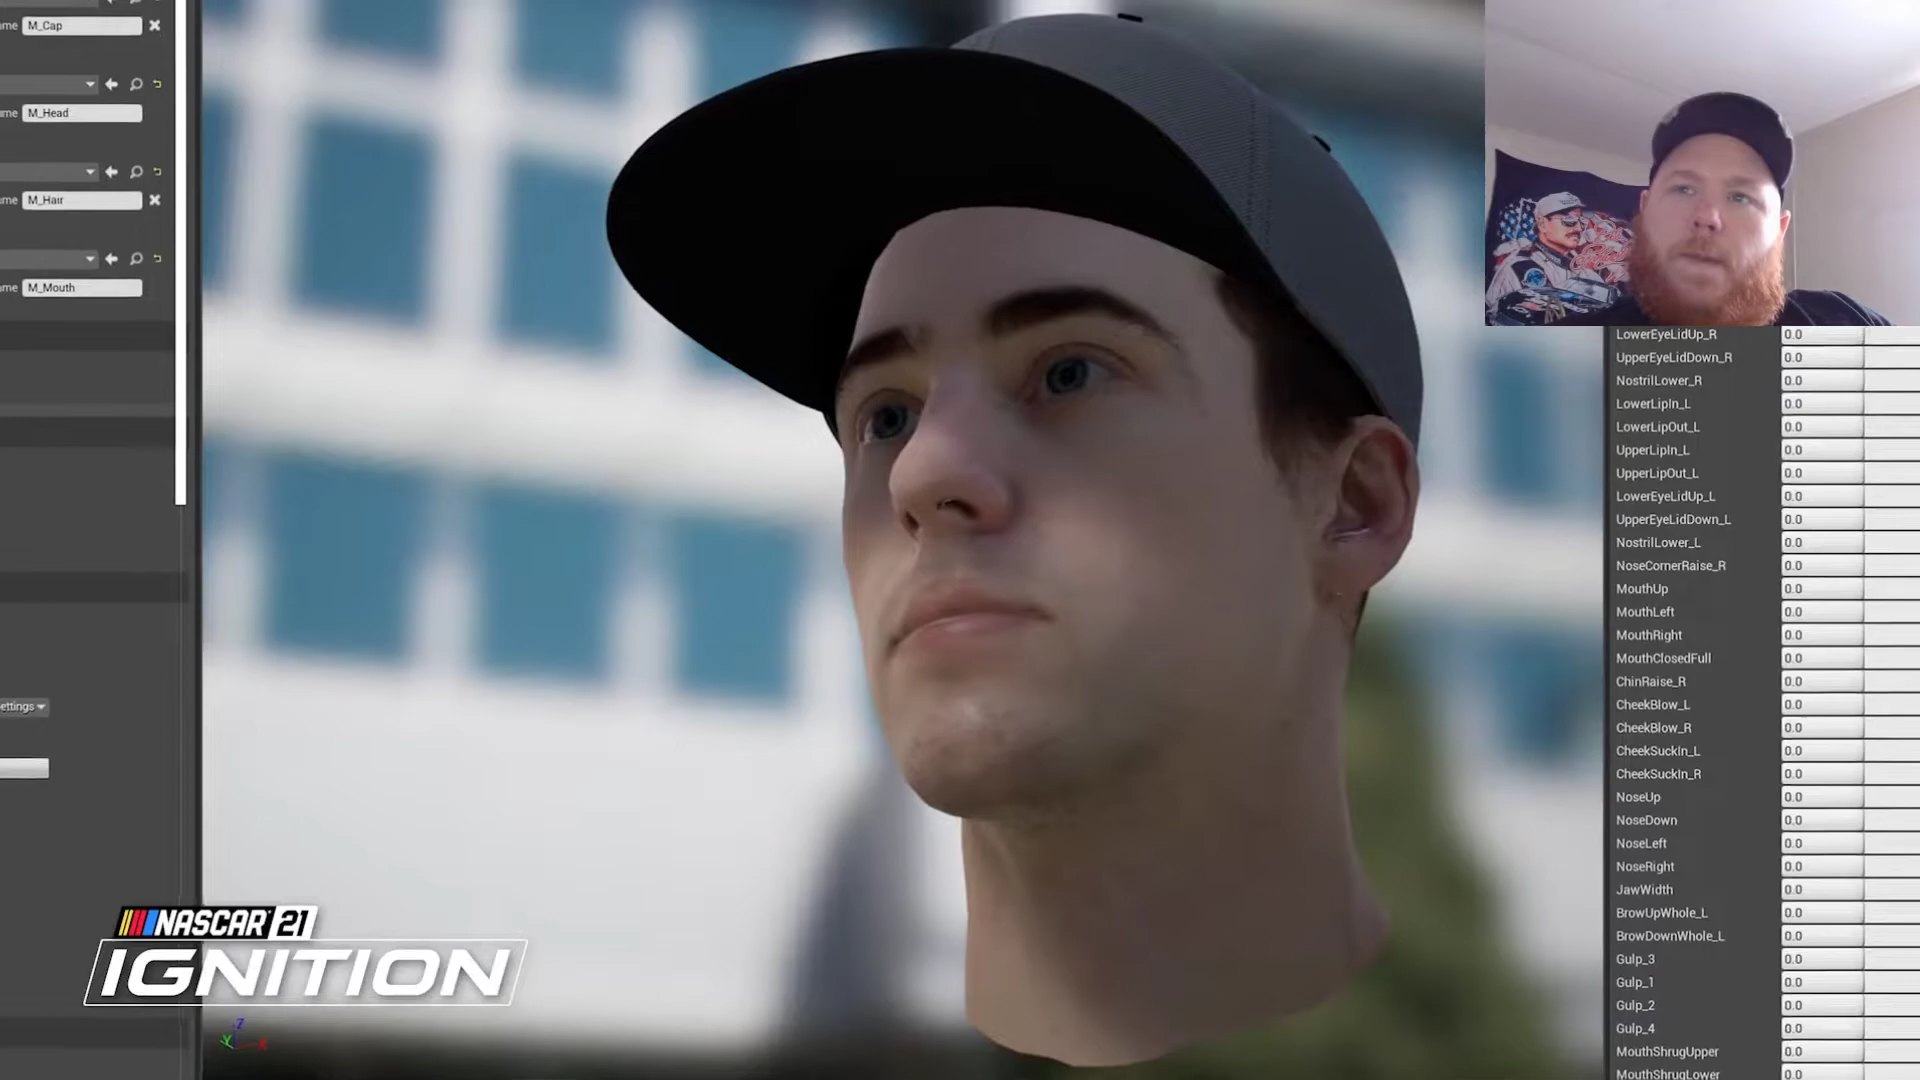 ame M_Cap
M_Head
ame M_Hair
ame M_Mouth
ettings
NASCAR 21
IGNITION
Z
Y
X
LowerEyeLidUp_R 0.0
UpperEyeLidDown_R 0.0
NostrilLower_R 0.0
LowerLipIn_L 0.0
LowerLipOut_L 0.0
UpperLipIn_L 0.0
UpperLipOut_L 0.0
LowerEyeLidUp_L 0.0
UpperEyeLidDown_L 0.0
NostrilLower_L 0.0
NoseCornerRaise_R 0.0
MouthUp 0.0
MouthLeft 0.0
MouthRight 0.0
MouthClosedFull 0.0
ChinRaise_R 0.0
CheekBlow_L 0.0
CheekBlow_R 0.0
CheekSuckIn_L 0.0
CheekSuckIn_R 0.0
NoseUp 0.0
NoseDown 0.0
NoseLeft 0.0
NoseRight 0.0
JawWidth 0.0
BrowUpWhole_L 0.0
BrowDownWhole_L 0.0
Gulp_3 0.0
Gulp_1 0.0
Gulp_2 0.0
Gulp_4 0.0
MouthShrugUpper 0.0
MouthShrugLower 0.0